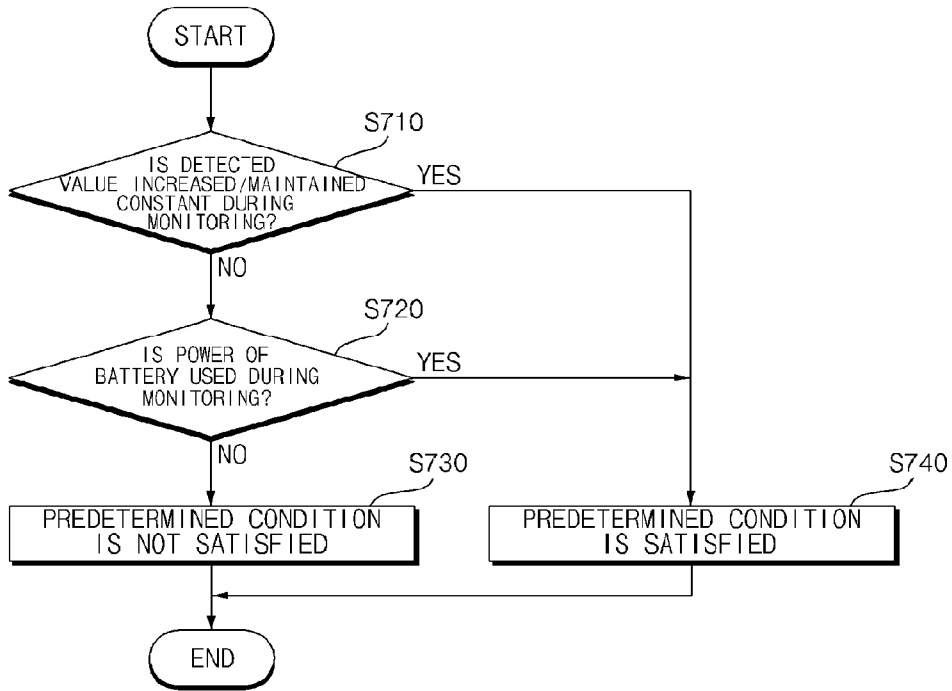 START
S710
IS DETECTED
VALUE INCREASED/MAINTAINED
CONSTANT DURING
MONITORING?
YES
NO
S720
IS POWER OF
BATTERY USED DURING
MONITORING?
YES
NO
S730
PREDETERMINED CONDITION
IS NOT SATISFIED
S740
PREDETERMINED CONDITION
IS SATISFIED
END